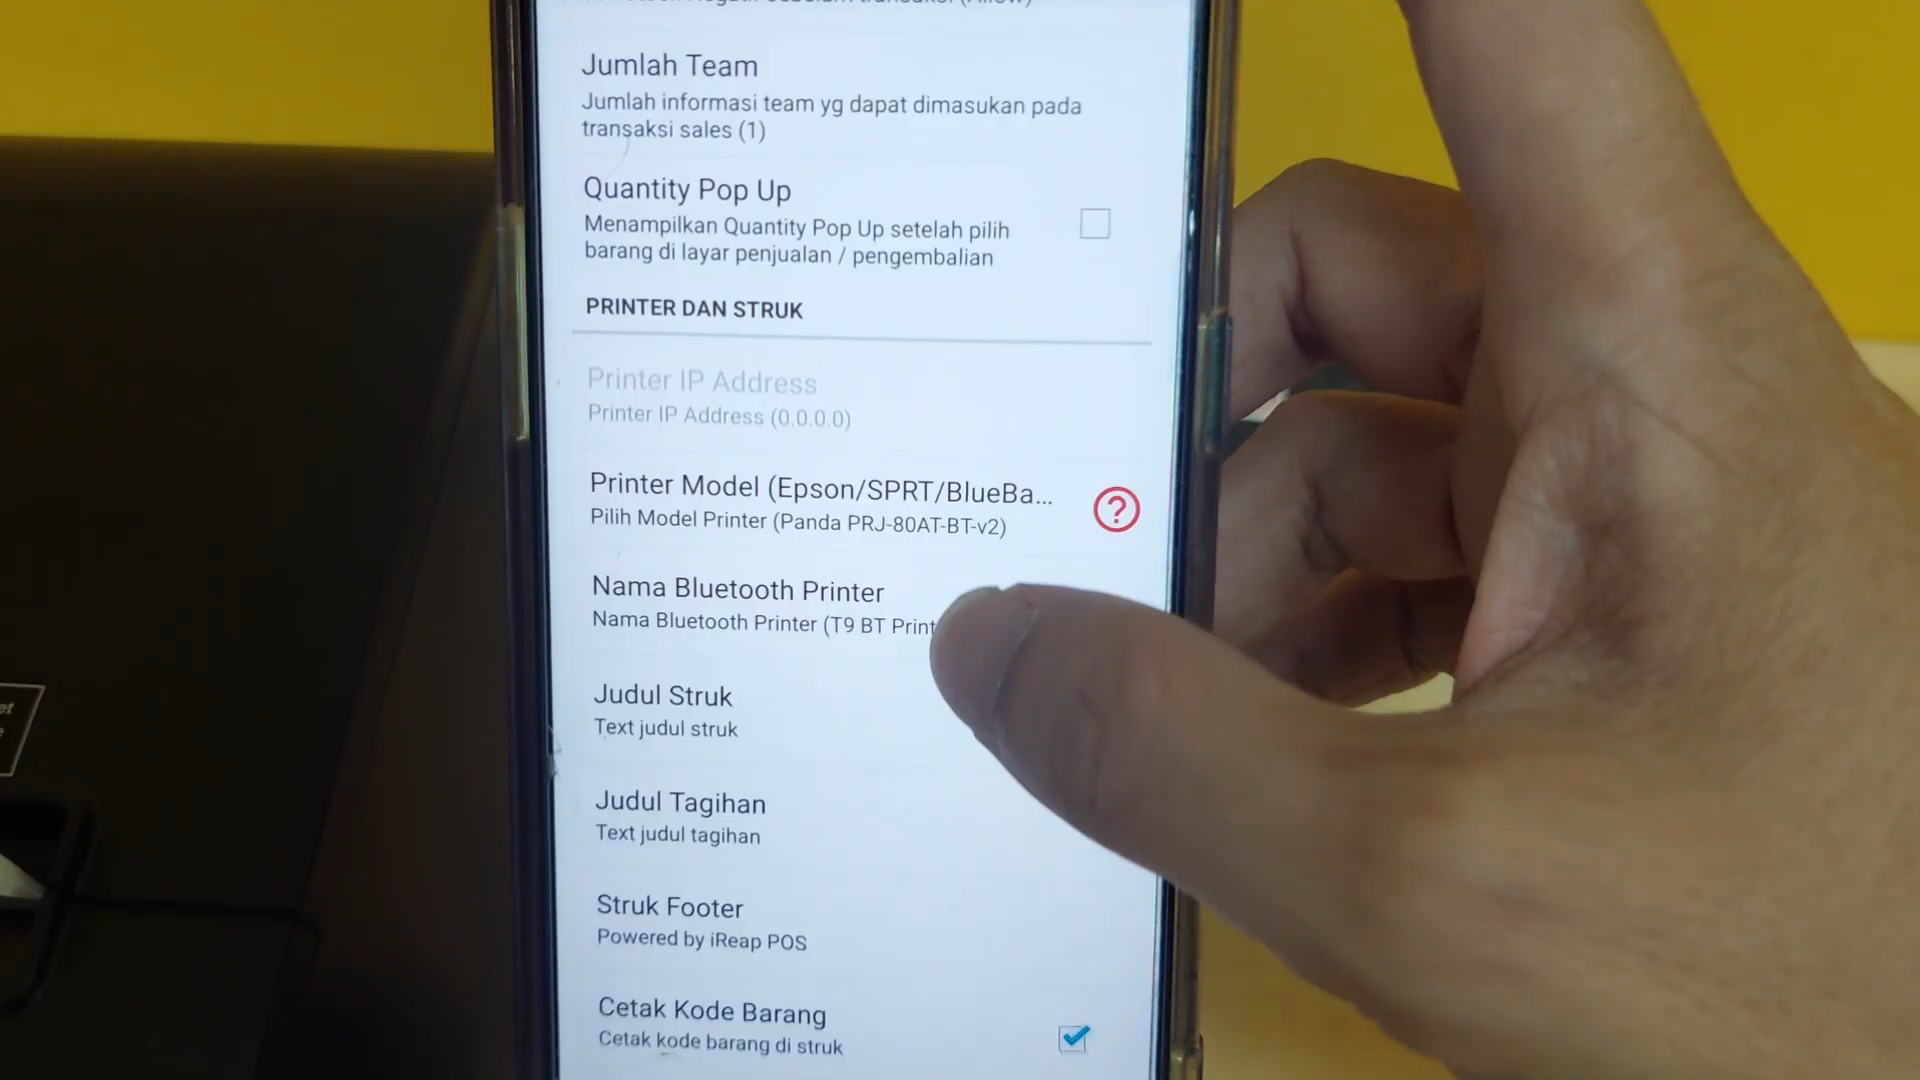 Jumlah Team
Jumlah informasi team yg dapat dimasukan pada
transaksi sales (1)
Quantity Pop Up
Menampilkan Quantity Pop Up setelah pilih
barang di layar penjualan / pengembalian
PRINTER DAN STRUK
Printer IP Address
Printer IP Address (0.0.0.0)
Printer Model (Epson/SPRT/BlueBa...
Pilih Model Printer (Panda PRJ-80AT-BT-v2)
Nama Bluetooth Printer
Nama Bluetooth Printer (T9 BT Print
Judul Struk
Text judul struk
Judul Tagihan
Text judul tagihan
Struk Footer
Powered by iReap POS
Cetak Kode Barang
Cetak kode barang di struk